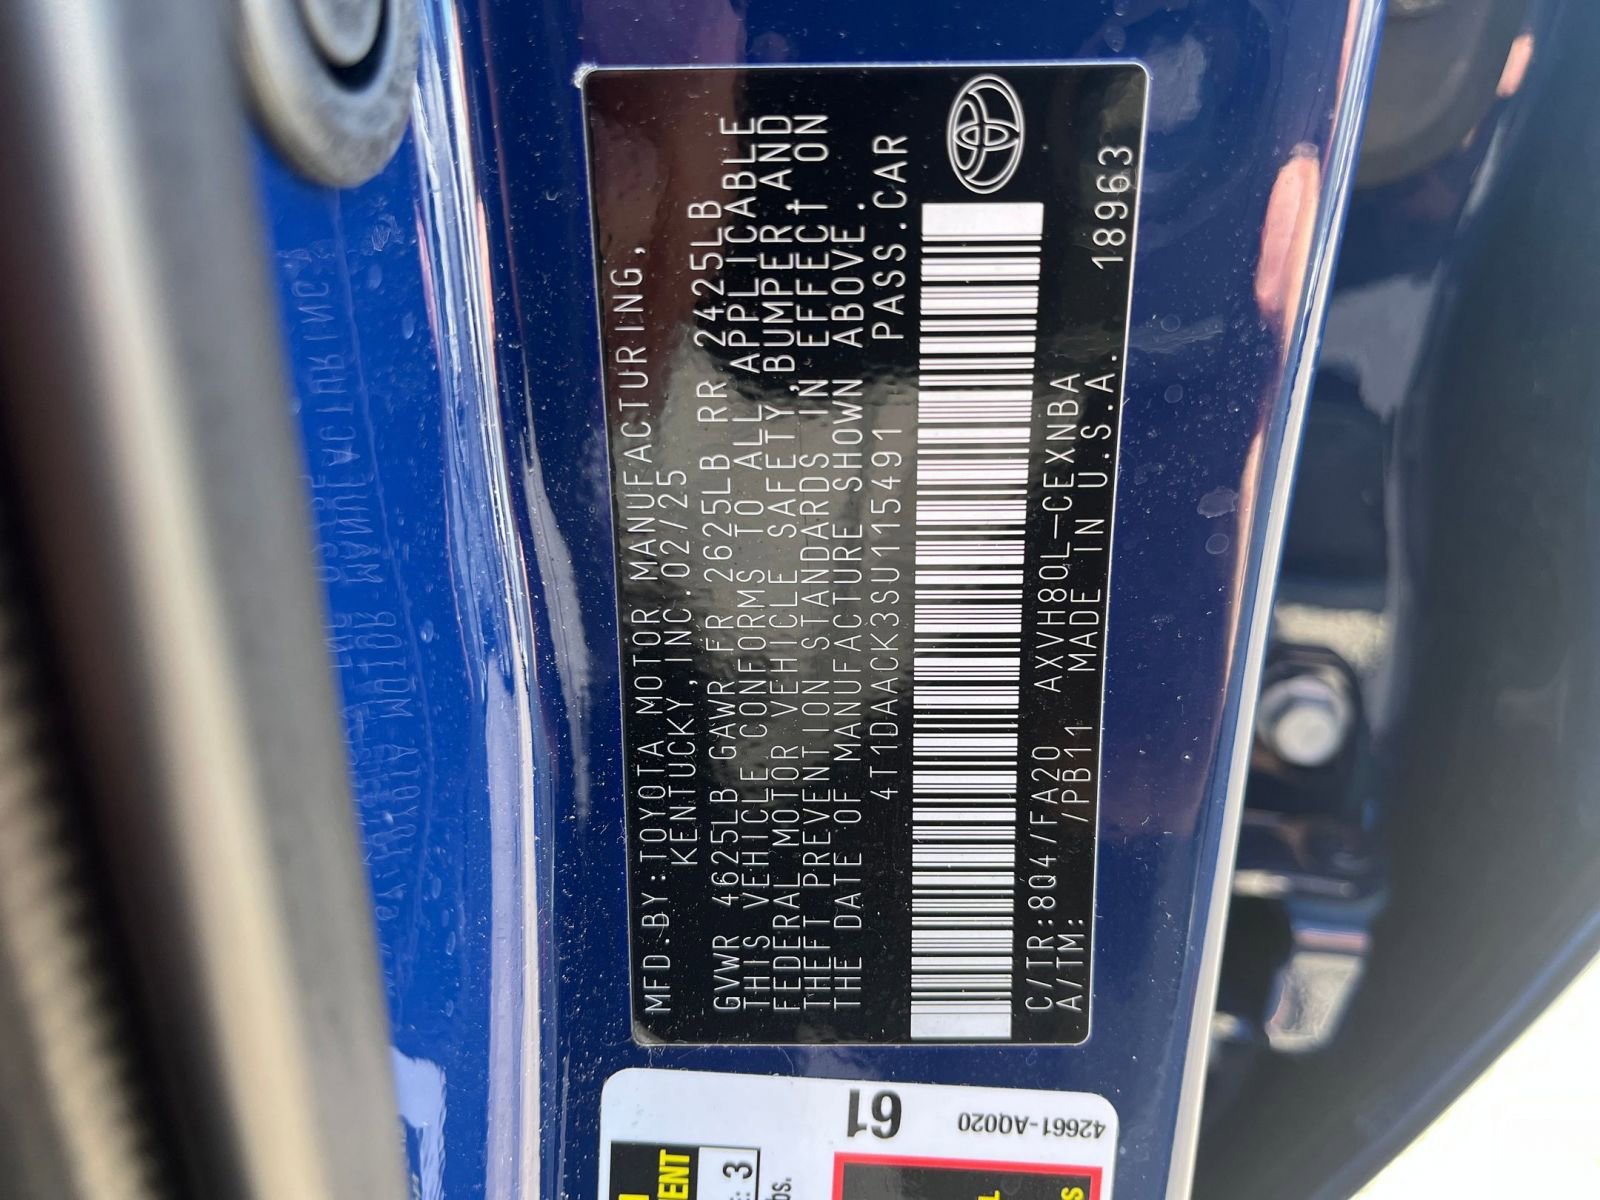 MFD.BY:TOYOTA MOTOR MANUFACTURING,
KENTUCKY,INC.02/25
GVWR 4625LB GAWR FR 2625LB RR 2425LB
THIS VEHICLE CONFORMS TO ALL APPLICABLE
FEDERAL MOTOR VEHICLE SAFETY,BUMPER AND
THEFT PREVENTION STANDARDS IN EFFECT ON
THE DATE OF MANUFACTURE SHOWN ABOVE.
4T1DAACK3SU115491 PASS.CAR
C/TR:8Q4/FA20 AXVH80L-CEXNBA
A/TM: /PB11 MADE IN U.S.A. 18963
61
42661-AQ020
: 3